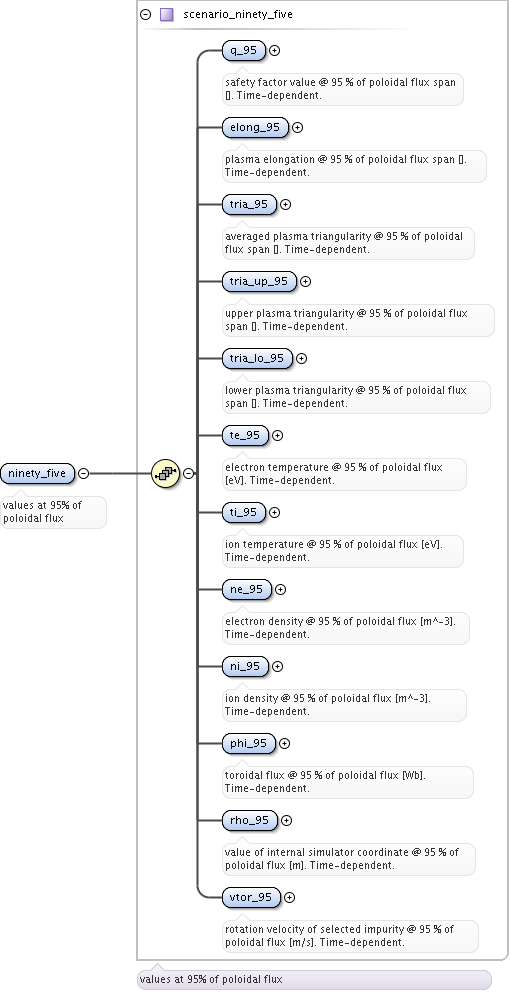 scenario_ninety_five
q_95
safety factor value @ 95 % of poloidal flux span
[]. Time-dependent.
elong_95
plasma elongation @ 95 % of poloidal flux span [].
Time-dependent.
tria_95
averaged plasma triangularity @ 95 % of poloidal
flux span []. Time-dependent.
tria_up_95
upper plasma triangularity @ 95 % of poloidal flux
span []. Time-dependent.
tria_lo_95
lower plasma triangularity @ 95 % of poloidal flux
span []. Time-dependent.
te_95
electron temperature @ 95 % of poloidal flux
[eV]. Time-dependent.
ninety_five
values at 95% of
poloidal flux
ti_95
ion temperature @ 95 % of poloidal flux [eV].
Time-dependent.
ne_95
electron density @ 95 % of poloidal flux [m^-3].
Time-dependent.
ni_95
ion density @ 95 % of poloidal flux [m^-3].
Time-dependent.
phi_95
toroidal flux @ 95 % of poloidal flux [Wb].
Time-dependent.
rho_95
value of internal simulator coordinate @ 95 % of
poloidal flux [m]. Time-dependent.
vtor_95
rotation velocity of selected impurity @ 95 % of
poloidal flux [m/s]. Time-dependent.
values at 95% of poloidal flux